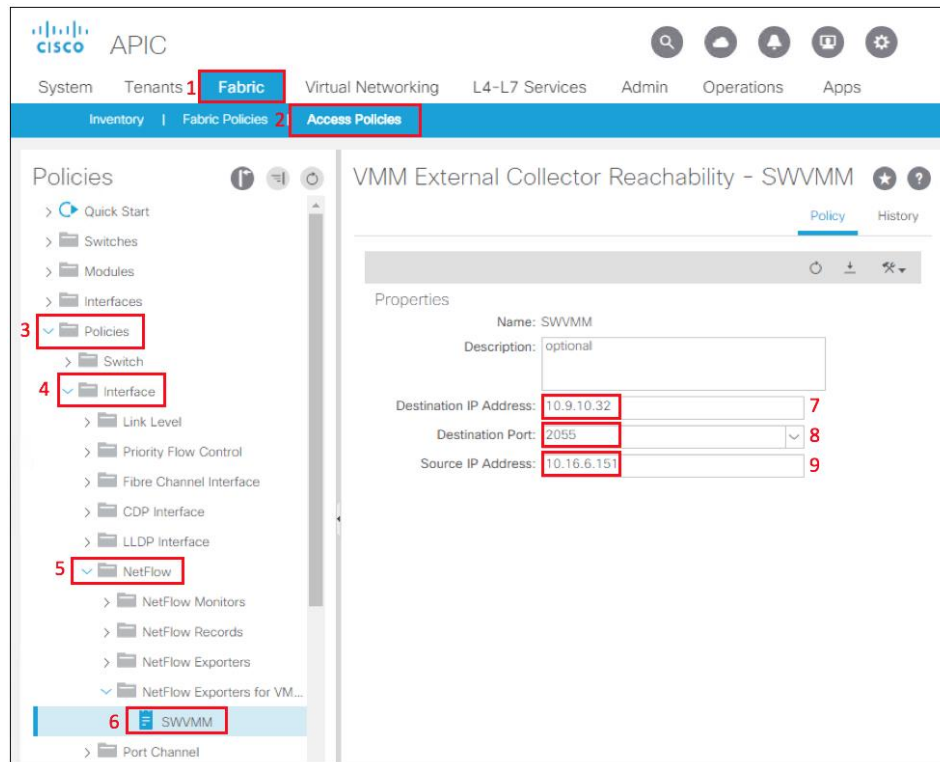 CISCO APIC
System Tenants 1 Fabric Virtual Networking L4-L7 Services Admin Operations Apps
Inventory | Fabric Policies 2 | Access Policies
Policies
Quick Start
Switches
Modules
Interfaces
3 Policies
Switch
4 Interface
Link Level
Priority Flow Control
Fibre Channel Interface
CDP Interface
LLDP Interface
5 NetFlow
NetFlow Monitors
NetFlow Records
NetFlow Exporters
NetFlow Exporters for VM...
6 SWVMM
Port Channel
VMM External Collector Reachability - SWVMM
Policy History
Properties
Name: SWVMM
Description: optional
Destination IP Address: 10.9.10.32 7
Destination Port: 2055 8
Source IP Address: 10.16.6.151 9